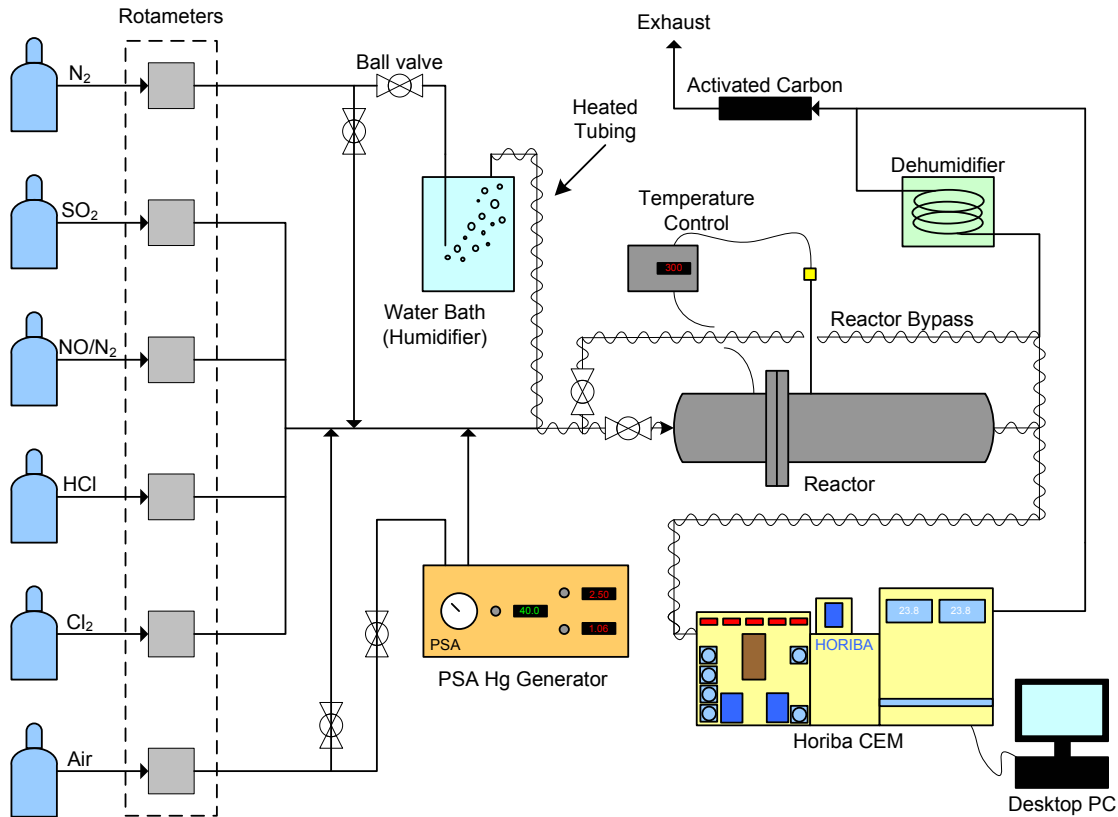 Rotameters
Exhaust
N₂
Ball valve
Activated Carbon
Heated
Tubing
Dehumidifier
SO₂
Temperature
Control
300
Water Bath
(Humidifier)
NO/N₂
Reactor Bypass
HCl
Reactor
Cl₂
40.0
2.50
1.06
PSA
PSA Hg Generator
23.8
23.8
HORIBA
Horiba CEM
Air
Desktop PC